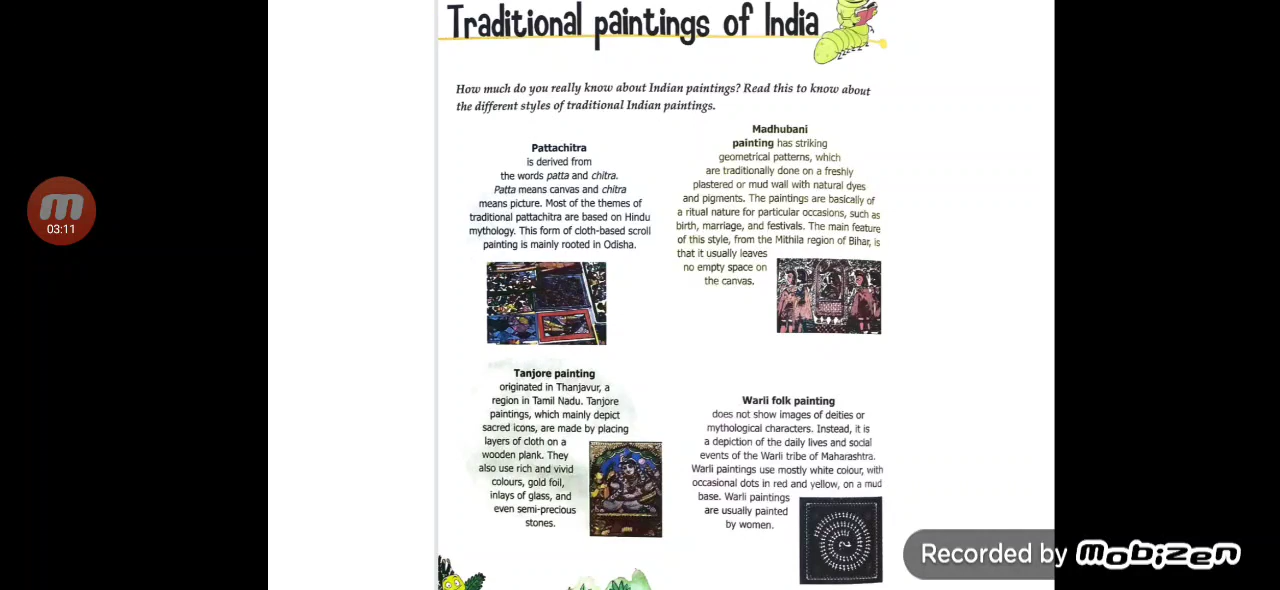 Traditional paintings of India
How much do you really know about Indian paintings? Read this to know about
the different styles of traditional Indian paintings.
Pattachitra
is derived from
the words patta and chitra.
Patta means canvas and chitra
means picture. Most of the themes of
traditional pattachitra are based on Hindu
mythology. This form of cloth-based scroll
painting is mainly rooted in Odisha.
Madhubani
painting has striking
geometrical patterns, which
are traditionally done on a freshly
plastered or mud wall with natural dyes
and pigments. The paintings are basically of
a ritual nature for particular occasions, such as
birth, marriage, and festivals. The main feature
of this style, from the Mithila region of Bihar, is
that it usually leaves
no empty space on
the canvas.
Tanjore painting
originated in Thanjavur, a
region in Tamil Nadu. Tanjore
paintings, which mainly depict
sacred icons, are made by placing
layers of cloth on a
wooden plank. They
also use rich and vivid
colours, gold foil,
inlays of glass, and
even semi-precious
stones.
Warli folk painting
does not show images of deities or
mythological characters. Instead, it is
a depiction of the daily lives and social
events of the Warli tribe of Maharashtra.
Warli paintings use mostly white colour, with
occasional dots in red and yellow, on a mud
base. Warli paintings
are usually painted
by women.
03:11
Recorded by mobizen